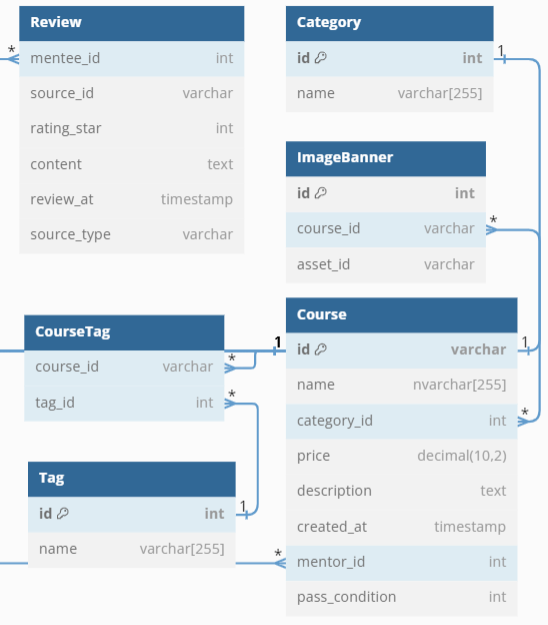 Review
* mentee_id int
source_id varchar
rating_star int
content text
review_at timestamp
source_type varchar
Category
id int 1
name varchar[255]
ImageBanner
id int
course_id varchar *
asset_id varchar
CourseTag
course_id varchar *
tag_id int *
Tag
id int 1
name varchar[255]
Course
1 id varchar 1
name nvarchar[255]
category_id int *
price decimal(10,2)
description text
created_at timestamp
* mentor_id int
pass_condition int